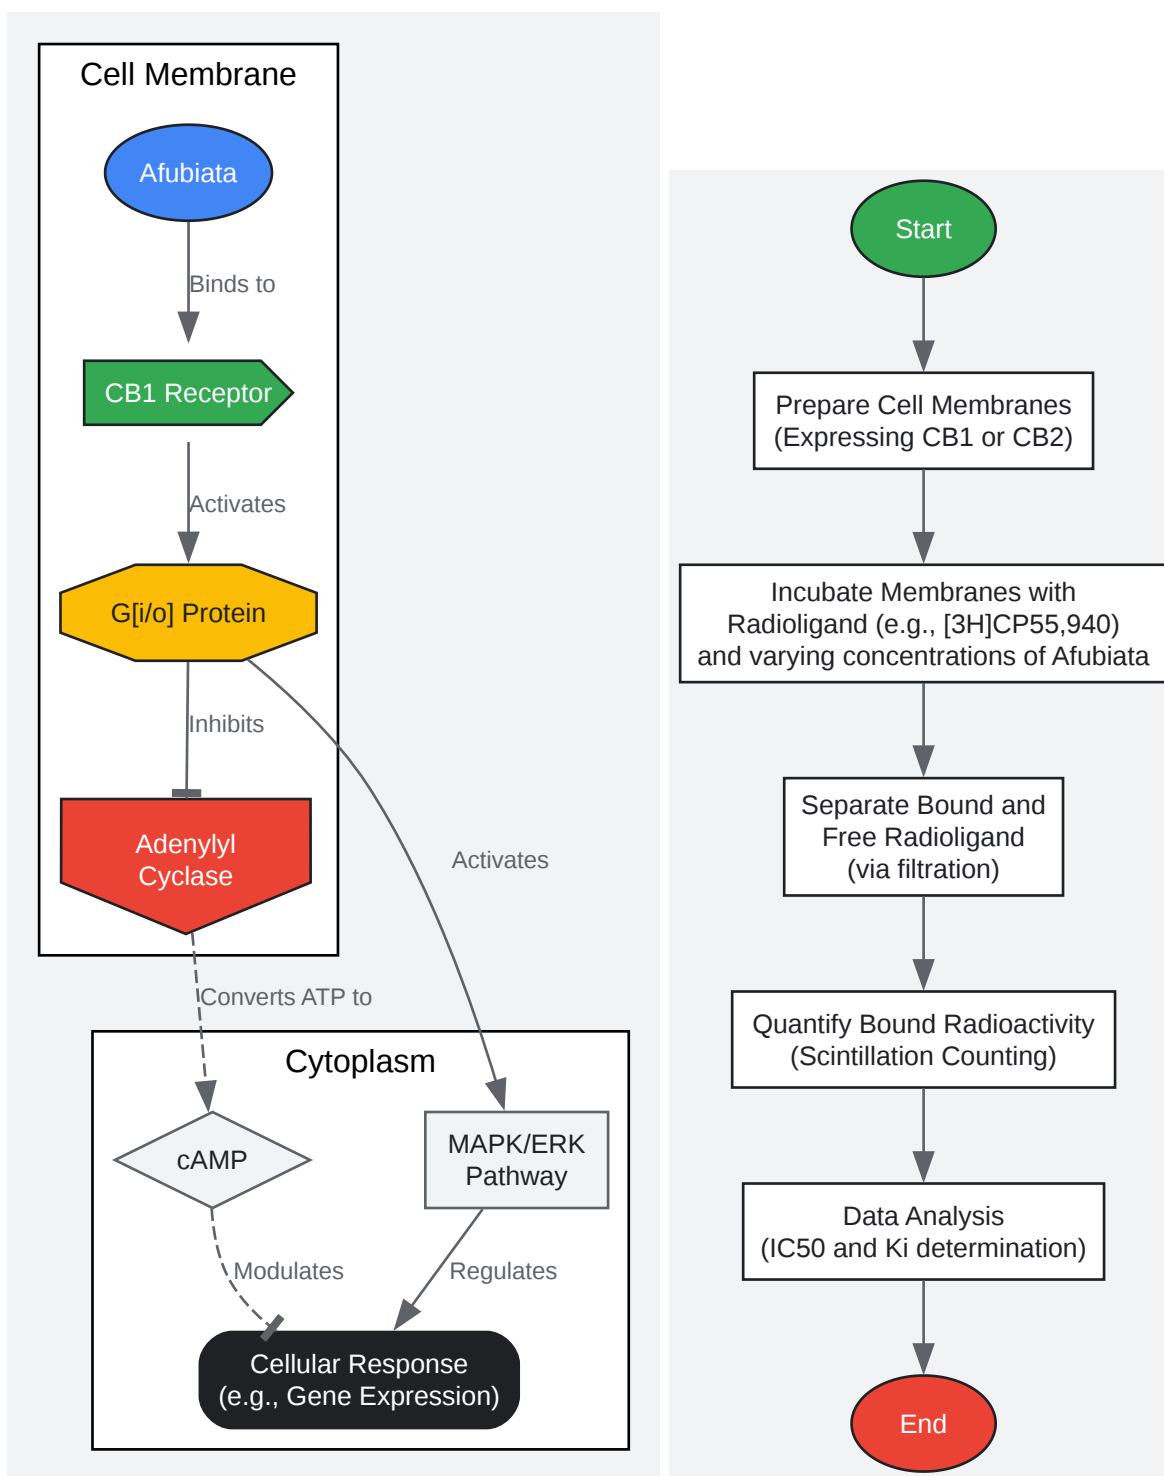 Cell Membrane
Afubiata
Binds to
CB1 Receptor
Activates
G[i/o] Protein
Inhibits
Adenylyl
Cyclase
Activates
Converts ATP to
Cytoplasm
cAMP
MAPK/ERK
Pathway
Modulates
Regulates
Cellular Response
(e.g., Gene Expression)
Start
Prepare Cell Membranes
(Expressing CB1 or CB2)
Incubate Membranes with
Radioligand (e.g., [3H]CP55,940)
and varying concentrations of Afubiata
Separate Bound and
Free Radioligand
(via filtration)
Quantify Bound Radioactivity
(Scintillation Counting)
Data Analysis
(IC50 and Ki determination)
End